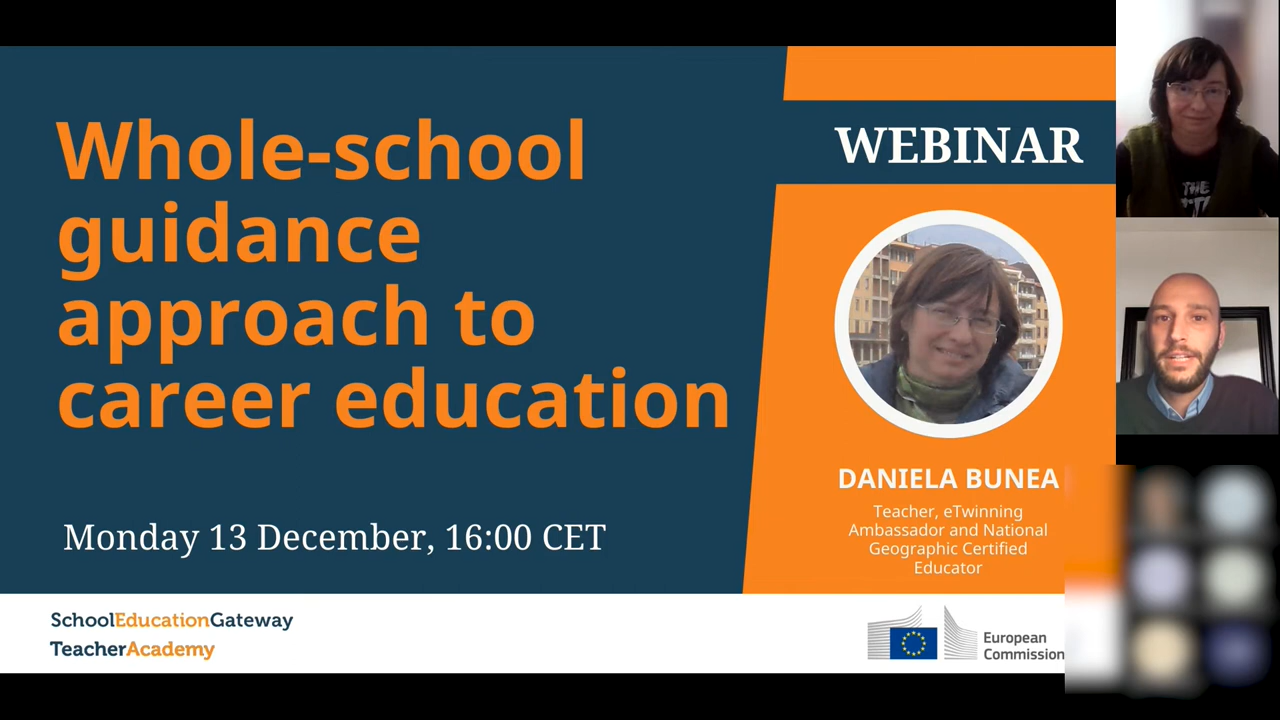 Whole-school
guidance
approach to
career education
Monday 13 December, 16:00 CET
WEBINAR
DANIELA BUNEA
Teacher, eTwinning
Ambassador and National
Geographic Certified
Educator
SchoolEducationGateway
TeacherAcademy
European
Commission
THE